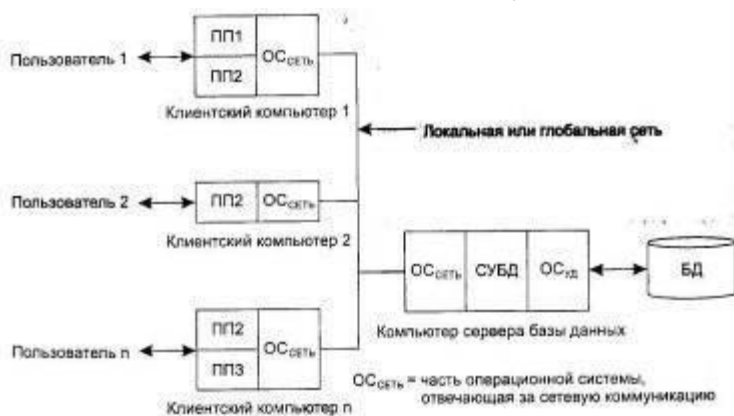 Пользователь 1
ПП1
ПП2
ОССЕТЬ
Клиентский компьютер 1
Локальная или глобальная сеть
Пользователь 2
ПП2
ОССЕТЬ
Клиентский компьютер 2
ОССЕТЬ
СУБД
ОСУД
БД
Компьютер сервера базы данных
Пользователь n
ПП2
ПП3
ОССЕТЬ
Клиентский компьютер n
ОССЕТЬ = часть операционной системы,
отвечающая за сетевую коммуникацию